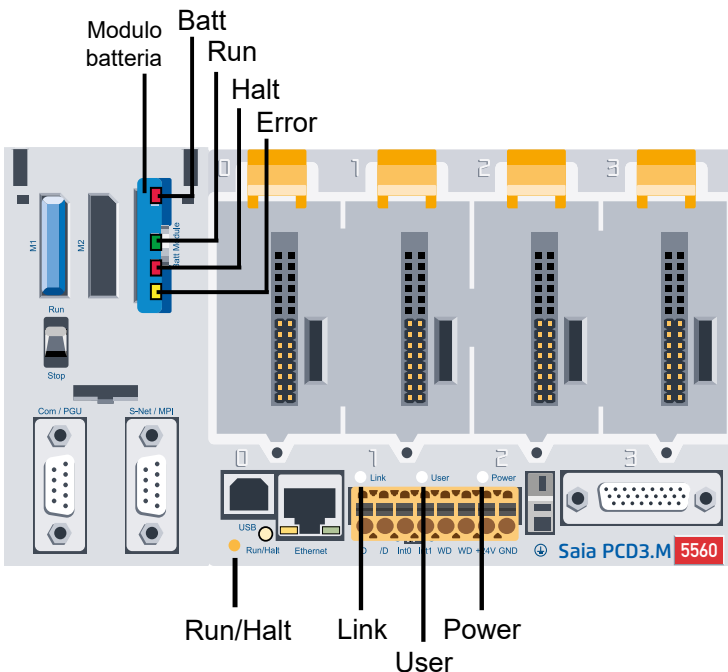 Modulo
batteria
Batt
Run
Halt
Error
0
1
2
3
M1
M2
Batt Module
Run
Stop
Com / PGU
S-Net / MPI
0
1
2
3
Link
User
Power
USB
Run/Halt
Ethernet
D /D Int0 Int1 WD WD +24V GND
Saia PCD3.M 5560
Run/Halt
Link
User
Power